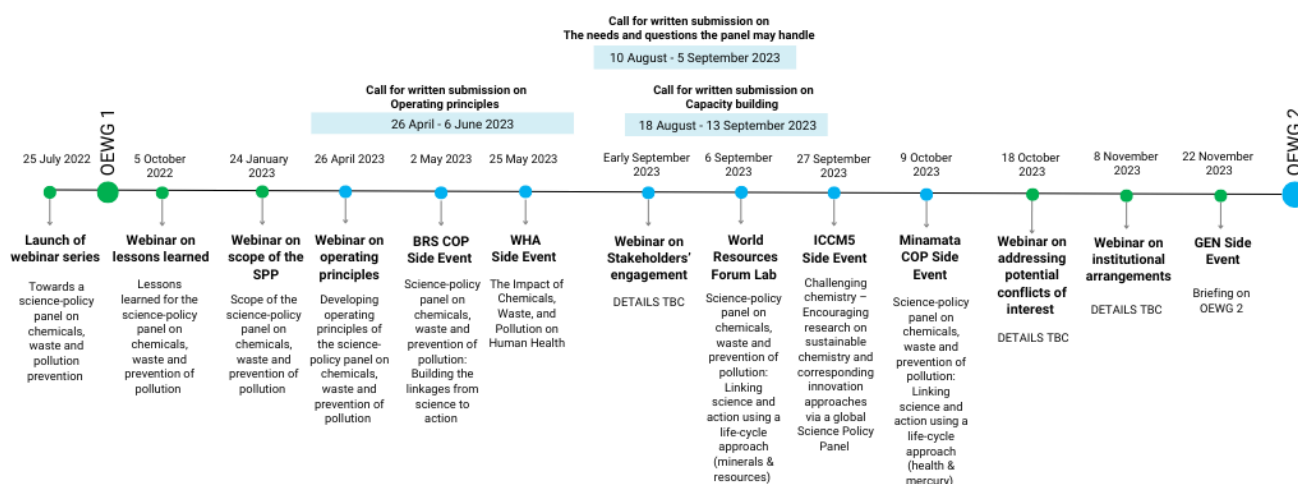 Call for written submission on
The needs and questions the panel may handle
10 August - 5 September 2023
Call for written submission on
Operating principles
26 April - 6 June 2023
Call for written submission on
Capacity building
18 August - 13 September 2023
25 July 2022
OEWG 1
5 October
2022
24 January
2023
26 April 2023
2 May 2023
25 May 2023
Early September
2023
6 September
2023
27 September
2023
9 October
2023
18 October
2023
8 November
2023
22 November
2023
OEWG 2
Launch of
webinar series
Towards a
science-policy
panel on
chemicals,
waste and
pollution
prevention
Webinar on
lessons learned
Lessons
learned for the
science-policy
panel on
chemicals,
waste and
prevention of
pollution
Webinar on
scope of the
SPP
Scope of the
science-policy
panel on
chemicals,
waste and
prevention of
pollution
Webinar on
operating
principles
Developing
operating
principles of
the science-
policy panel on
chemicals,
waste and
prevention of
pollution
BRS COP
Side Event
Science-policy
panel on
chemicals,
waste and
prevention of
pollution:
Building the
linkages from
science to
action
WHA
Side Event
The Impact of
Chemicals,
Waste, and
Pollution on
Human Health
Webinar on
Stakeholders'
engagement
DETAILS TBC
World
Resources
Forum Lab
Science-policy
panel on
chemicals,
waste and
prevention of
pollution:
Linking
science and
action using a
life-cycle
approach
(minerals &
resources)
ICCM5
Side Event
Challenging
chemistry –
Encouraging
research on
sustainable
chemistry and
corresponding
innovation
approaches
via a global
Science Policy
Panel
Minamata
COP Side
Event
Science-policy
panel on
chemicals,
waste and
prevention of
pollution:
Linking
science and
action using a
life-cycle
approach
(health &
mercury)
Webinar on
addressing
potential
conflicts of
interest
DETAILS TBC
Webinar on
institutional
arrangements
DETAILS TBC
GEN Side
Event
Briefing on
OEWG 2